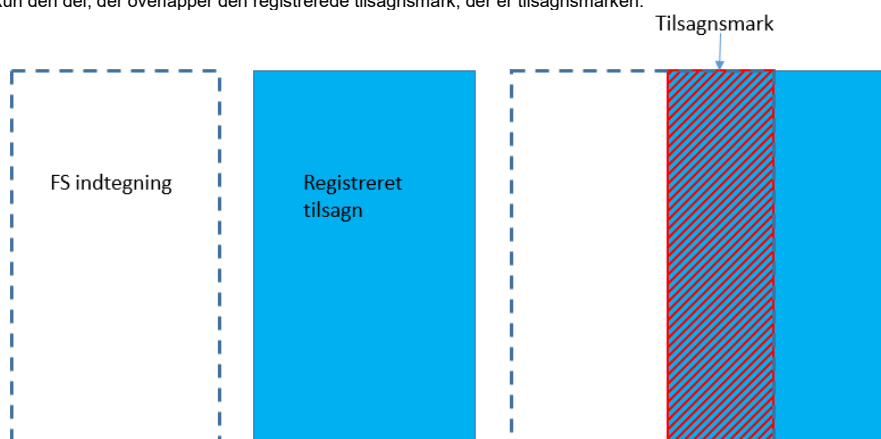 kun den del, der overlapper den registrerede tilsagnsmark, der er tilsagnsmarken.
Tilsagnsmark
FS indtegning
Registreret
tilsagn